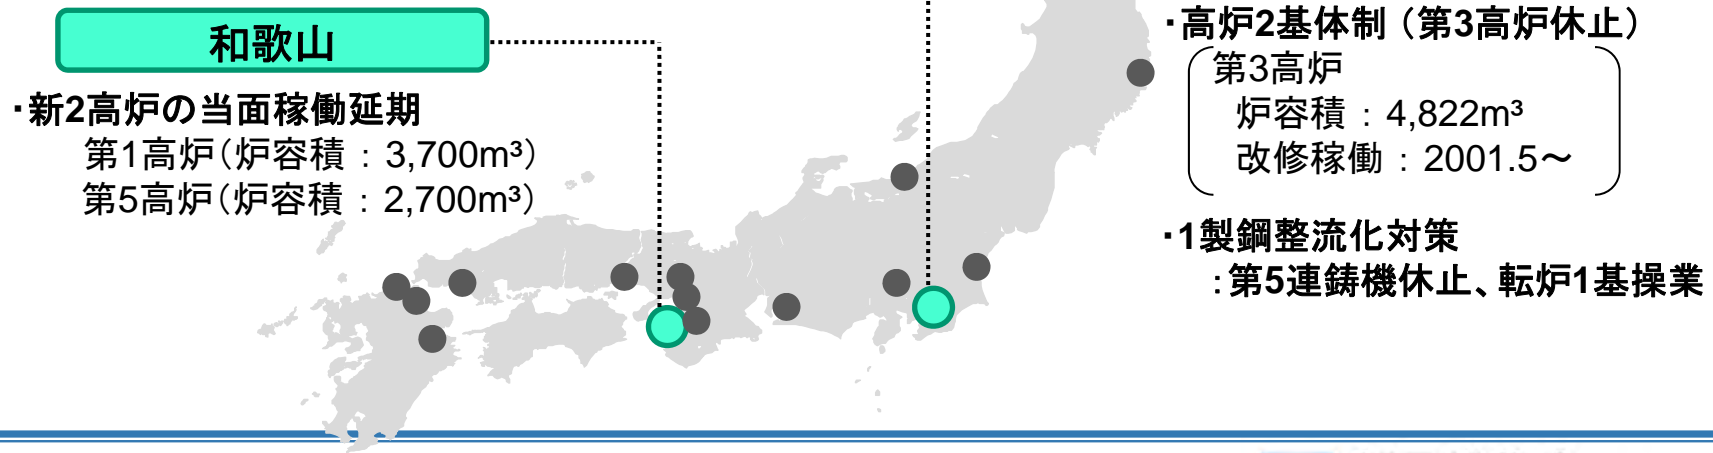 和歌山
・新2高炉の当面稼働延期
第1高炉（炉容積 ： 3,700m³）
第5高炉（炉容積 ： 2,700m³）
・高炉2基体制（第3高炉休止）
第3高炉
炉容積 ： 4,822m³
改修稼働 ： 2001.5～
・1製鋼整流化対策
：第5連鋳機休止、転炉1基操業